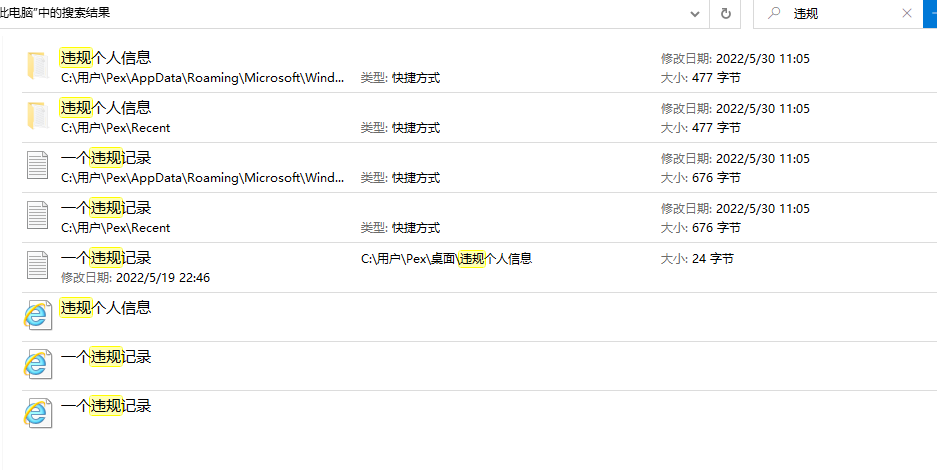 此电脑"中的搜索结果
违规
违规个人信息
修改日期: 2022/5/30 11:05
C:\用户\Pex\AppData\Roaming\Microsoft\Wind...
类型: 快捷方式
大小: 477 字节
违规个人信息
修改日期: 2022/5/30 11:05
C:\用户\Pex\Recent
类型: 快捷方式
大小: 477 字节
一个违规记录
修改日期: 2022/5/30 11:05
C:\用户\Pex\AppData\Roaming\Microsoft\Wind...
类型: 快捷方式
大小: 676 字节
一个违规记录
修改日期: 2022/5/30 11:05
C:\用户\Pex\Recent
类型: 快捷方式
大小: 676 字节
一个违规记录
C:\用户\Pex\桌面\违规个人信息
大小: 24 字节
修改日期: 2022/5/19 22:46
违规个人信息
一个违规记录
一个违规记录